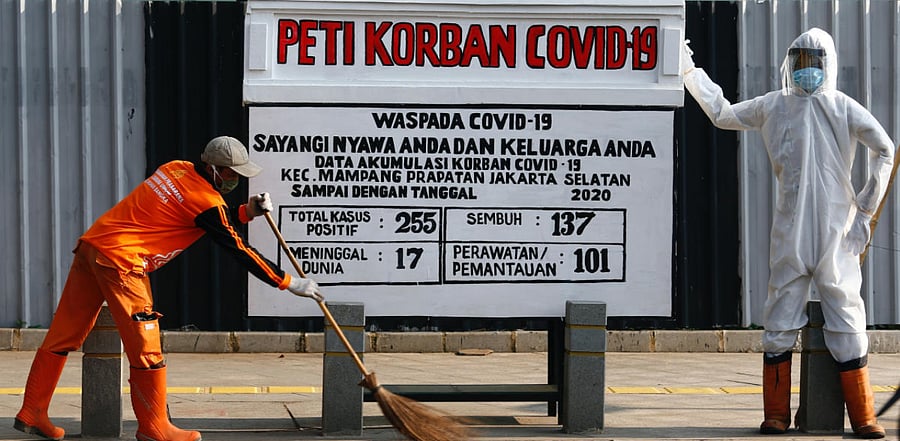 PETI KORBAN COVID-19
WASPADA COVID-19
SAYANGI NYAWA ANDA DAN KELUARGA ANDA
DATA AKUMULASI KORBAN COVID -19
KEC. MAMPANG PRAPATAN JAKARTA SELATAN
SAMPAI DENGAN TANGGAL 2020
TOTAL KASUS POSITIF : 255
SEMBUH : 137
MENINGGAL DUNIA : 17
PERAWATAN/ PEMANTAUAN : 101